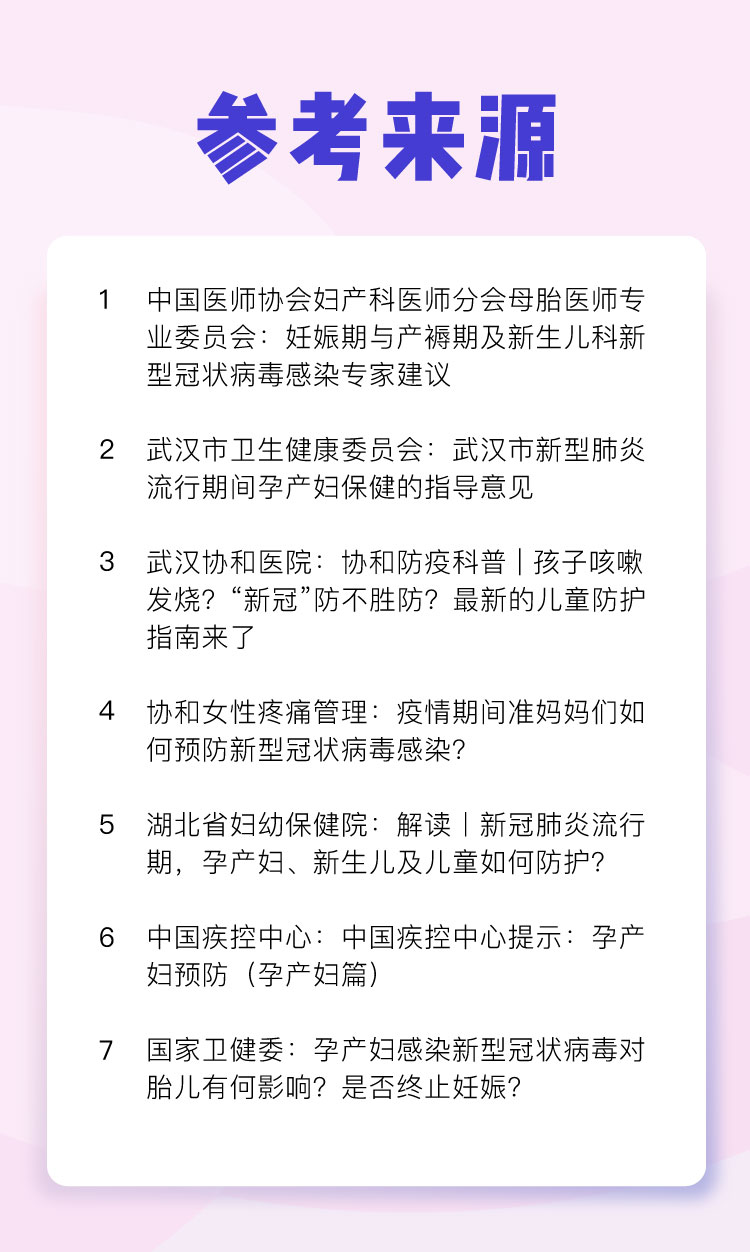 参考来源
1 中国医师协会妇产科医师分会母胎医师专
业委员会：妊娠期与产褥期及新生儿科新
型冠状病毒感染专家建议
2 武汉市卫生健康委员会：武汉市新型肺炎
流行期间孕产妇保健的指导意见
3 武汉协和医院：协和防疫科普｜孩子咳嗽
发烧？“新冠”防不胜防？最新的儿童防护
指南来了
4 协和女性疼痛管理：疫情期间准妈妈们如
何预防新型冠状病毒感染？
5 湖北省妇幼保健院：解读丨新冠肺炎流行
期，孕产妇、新生儿及儿童如何防护？
6 中国疾控中心：中国疾控中心提示：孕产
妇预防（孕产妇篇）
7 国家卫健委：孕产妇感染新型冠状病毒对
胎儿有何影响？是否终止妊娠？